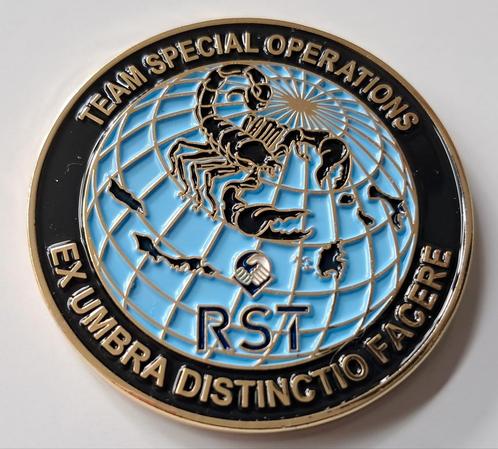 TEAM SPECIAL OPERATIONS
RST
EX UMBRA DISTINCTIO FACERE